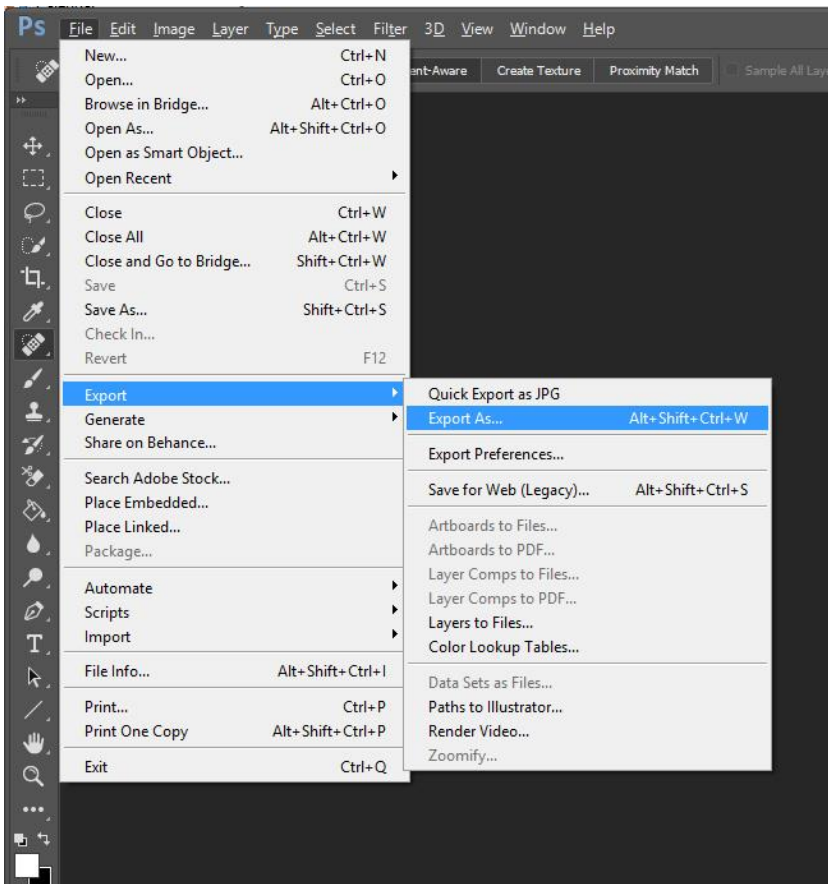 Ps File Edit Image Layer Type Select Filter 3D View Window Help
ent-Aware Create Texture Proximity Match Sample All Lay
New... Ctrl+N
Open... Ctrl+O
Browse in Bridge... Alt+Ctrl+O
Open As... Alt+Shift+Ctrl+O
Open as Smart Object...
Open Recent
Close Ctrl+W
Close All Alt+Ctrl+W
Close and Go to Bridge... Shift+Ctrl+W
Save Ctrl+S
Save As... Shift+Ctrl+S
Check In...
Revert F12
Export
Generate
Share on Behance...
Search Adobe Stock...
Place Embedded...
Place Linked...
Package...
Automate
Scripts
Import
File Info... Alt+Shift+Ctrl+I
Print... Ctrl+P
Print One Copy Alt+Shift+Ctrl+P
Exit Ctrl+Q
Quick Export as JPG
Export As... Alt+Shift+Ctrl+W
Export Preferences...
Save for Web (Legacy)... Alt+Shift+Ctrl+S
Artboards to Files...
Artboards to PDF...
Layer Comps to Files...
Layer Comps to PDF...
Layers to Files...
Color Lookup Tables...
Data Sets as Files...
Paths to Illustrator...
Render Video...
Zoomify...